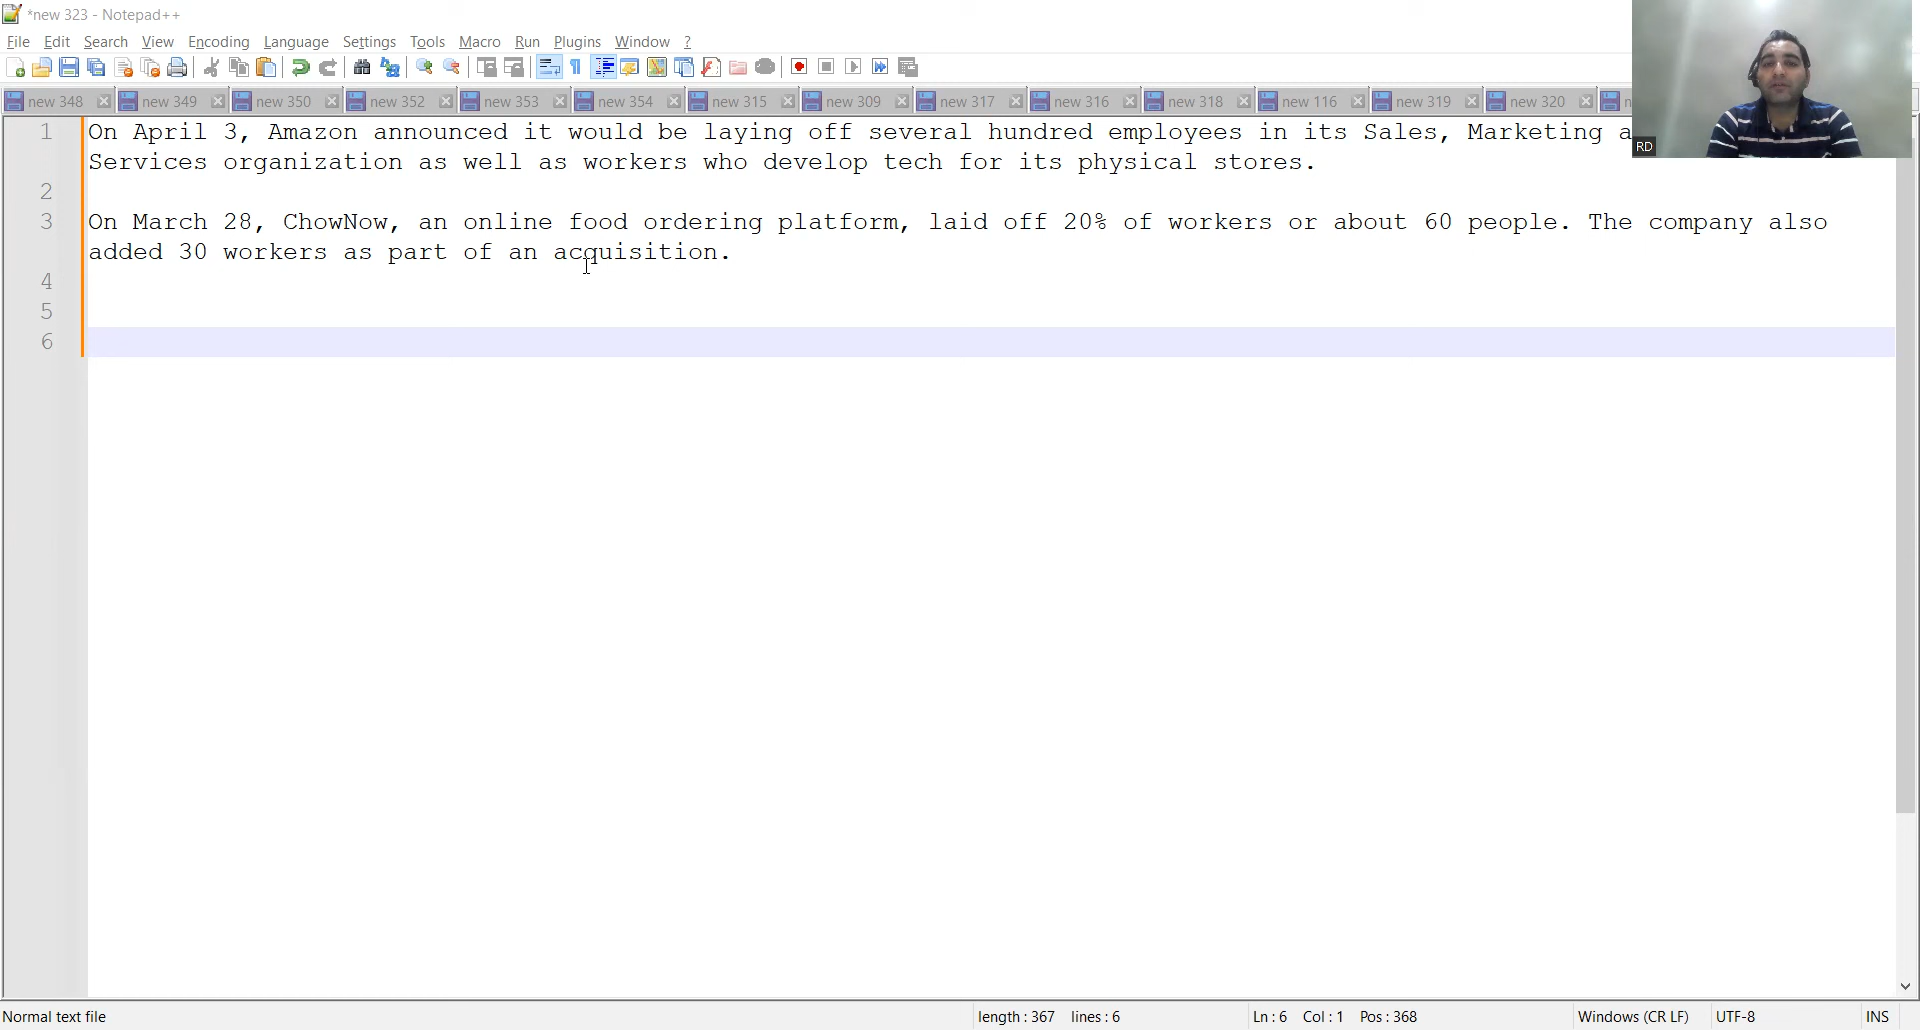 *new 323 - Notepad++
File Edit Search View Encoding Language Settings Tools Macro Run Plugins Window ?
new 348 new 349 new 350 new 352 new 353 new 354 new 315 new 309 new 317 new 316 new 318 new 116 new 319 new 320 n
1 On April 3, Amazon announced it would be laying off several hundred employees in its Sales, Marketing a
RD
Services organization as well as workers who develop tech for its physical stores.
2
3 On March 28, ChowNow, an online food ordering platform, laid off 20% of workers or about 60 people. The company also
added 30 workers as part of an acquisition.
4
5
6
Normal text file length : 367 lines : 6 Ln : 6 Col : 1 Pos : 368 Windows (CR LF) UTF-8 INS